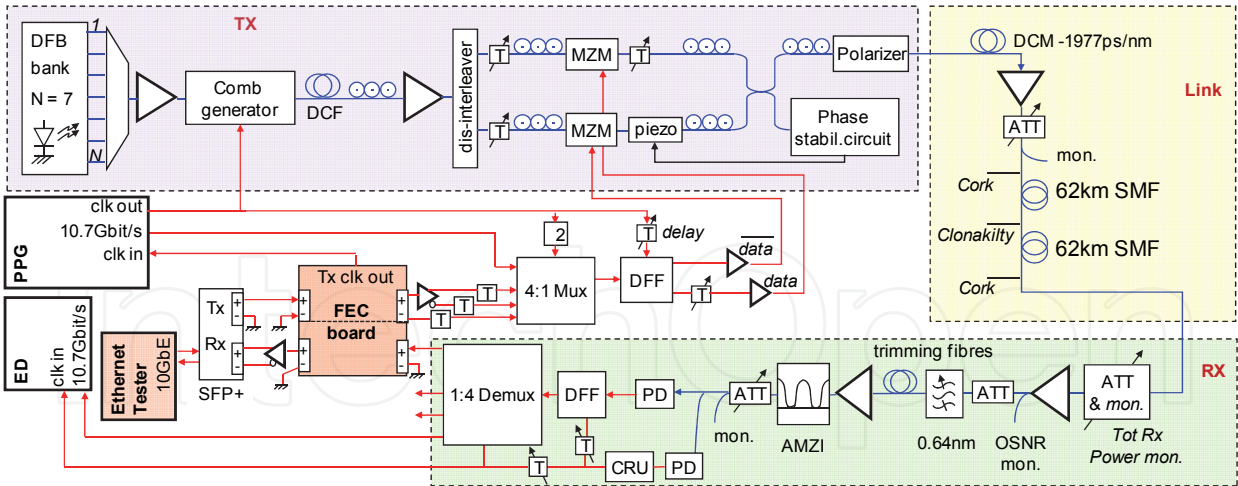 TX
1
DFB
bank
N = 7
N
Comb
generator
DCF
dis-interleaver
T
MZM
T
T
MZM
piezo
Polarizer
Phase
stabil.circuit
DCM -1977ps/nm
Link
ATT
mon.
Cork
62km SMF
Clonakilty
62km SMF
Cork
PPG
clk out
10.7Gbit/s
clk in
2
T
delay
4:1 Mux
DFF
data
T
data
Tx clk out
FEC
board
+
-
+
-
+
-
+
-
T
T
T
ED
clk in
10.7Gbit/s
Ethernet
Tester
10GbE
Tx
+
-
Rx
+
-
SFP+
RX
1:4 Demux
DFF
PD
ATT
mon.
AMZI
trimming fibres
0.64nm
ATT
OSNR
mon.
ATT
& mon.
Tot Rx
Power mon.
T
T
CRU
PD
InTechOpen